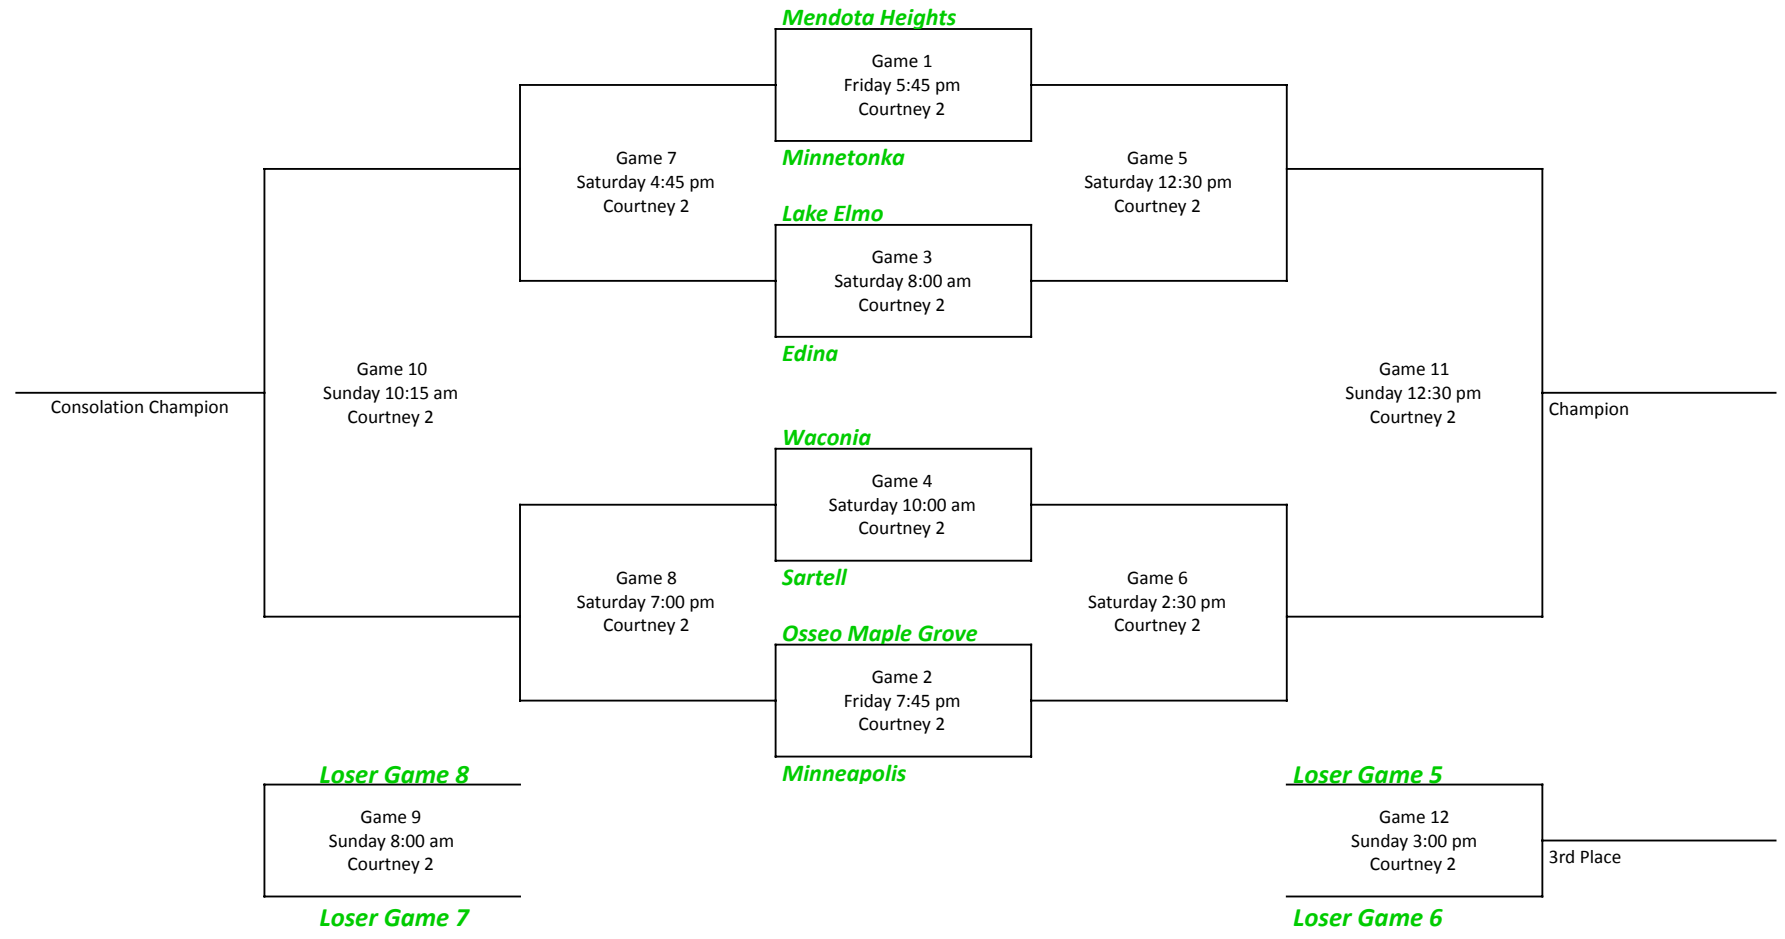 Mendota Heights
Game 1
Friday 5:45 pm
Courtney 2
Minnetonka
Game 7
Saturday 4:45 pm
Courtney 2
Game 5
Saturday 12:30 pm
Courtney 2
Lake Elmo
Game 3
Saturday 8:00 am
Courtney 2
Edina
Game 10
Sunday 10:15 am
Courtney 2
Consolation Champion
Game 11
Sunday 12:30 pm
Courtney 2
Champion
Waconia
Game 4
Saturday 10:00 am
Courtney 2
Sartell
Game 8
Saturday 7:00 pm
Courtney 2
Game 6
Saturday 2:30 pm
Courtney 2
Osseo Maple Grove
Game 2
Friday 7:45 pm
Courtney 2
Minneapolis
Loser Game 8
Game 9
Sunday 8:00 am
Courtney 2
Loser Game 7
Loser Game 5
Game 12
Sunday 3:00 pm
Courtney 2
3rd Place
Loser Game 6